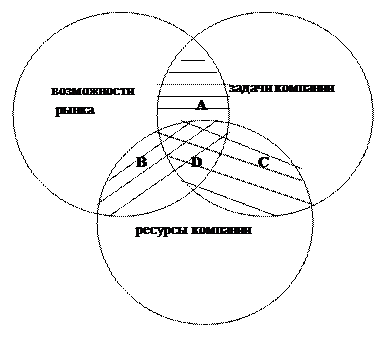 возможности
рынка
задачи компании
A
B
D
C
ресурсы компании